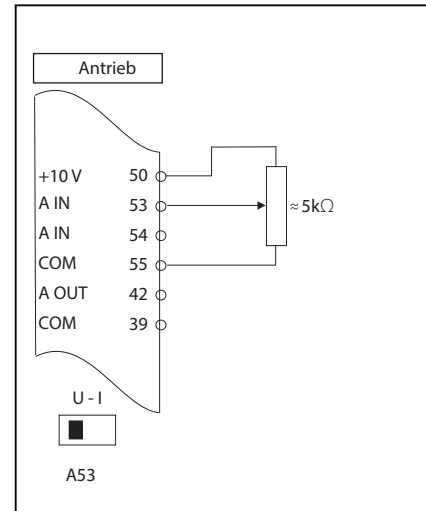 Antrieb
+10 V 50
A IN 53
≈ 5kΩ
A IN 54
COM 55
A OUT 42
COM 39
U - I
A53